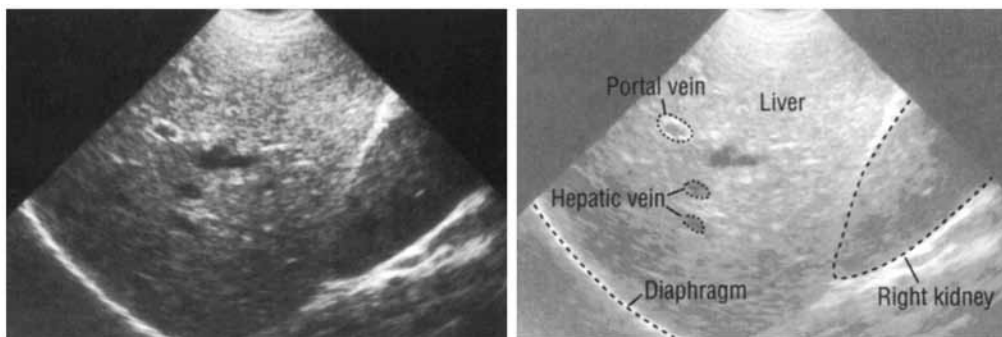 Portal vein
Liver
Hepatic vein
Diaphragm
Right kidney